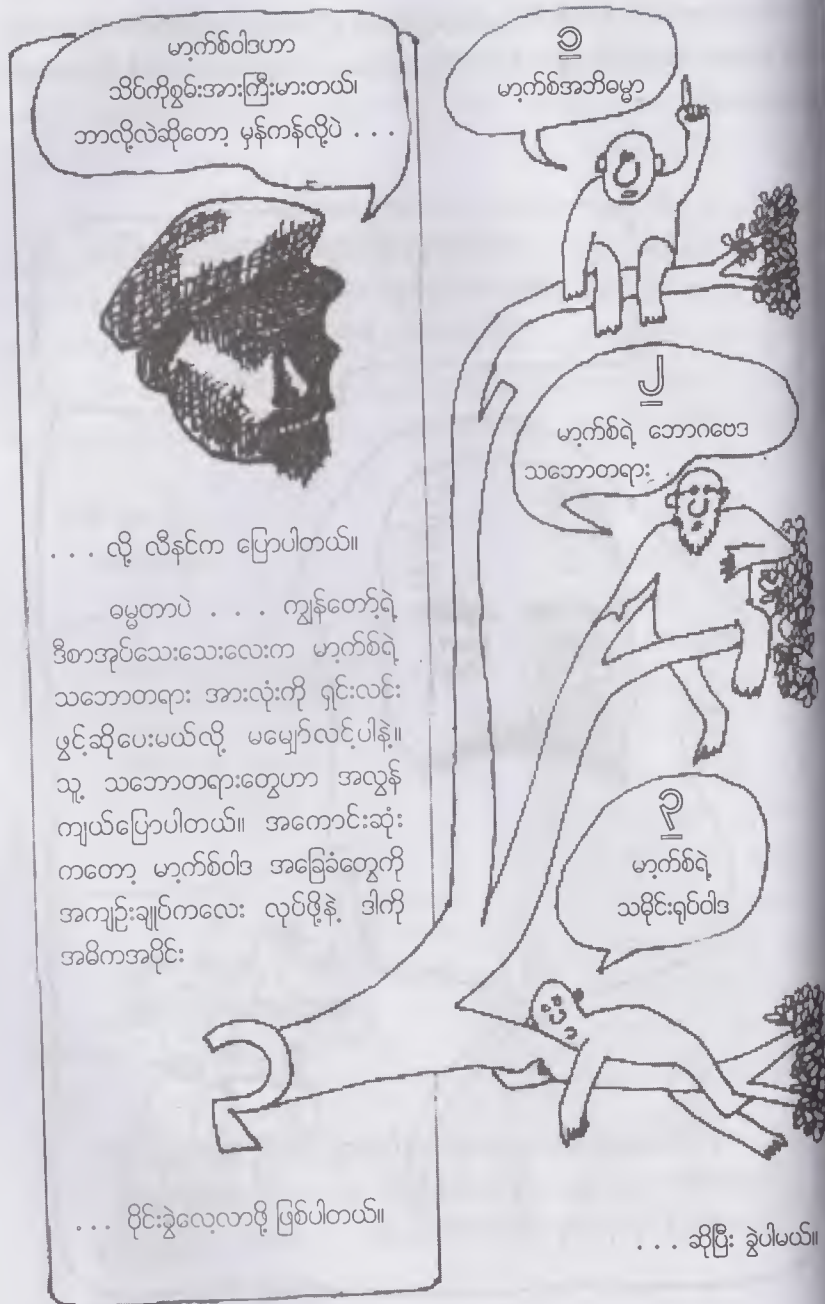 မာ့က်စ်ဝါဒဟာ
သိပ်ကိုစွမ်းအားကြီးမားတယ်၊
ဘာလို့လဲဆိုတော့ မှန်ကန်လို့ပဲ . . .
. . . လို့ လီနင်က ပြောပါတယ်။
ဓမ္မတာပဲ . . . ကျွန်တော့်ရဲ့
ဒီစာအုပ်သေးသေးလေးက မာ့က်စ်ရဲ့
သဘောတရား အားလုံးကို ရှင်းလင်း
ဖွင့်ဆိုပေးမယ်လို့ မမျှော်လင့်ပါနဲ့။
သူ့ သဘောတရားတွေဟာ အလွန်
ကျယ်ပြောပါတယ်။ အကောင်းဆုံး
ကတော့ မာ့က်စ်ဝါဒ အခြေခံတွေကို
အကျဉ်းချုပ်ကလေး လုပ်ဖို့နဲ့ ဒါကို
အဓိကအပိုင်း
၃
. . . ပိုင်းခွဲလေ့လာဖို့ ဖြစ်ပါတယ်။
၁
မာ့က်စ်အဘိဓမ္မာ
၂
မာ့က်စ်ရဲ့ ဘောဂဗေဒ
သဘောတရား
၃
မာ့က်စ်ရဲ့
သမိုင်းရုပ်ဝါဒ
. . . ဆိုပြီး ခွဲပါမယ်။